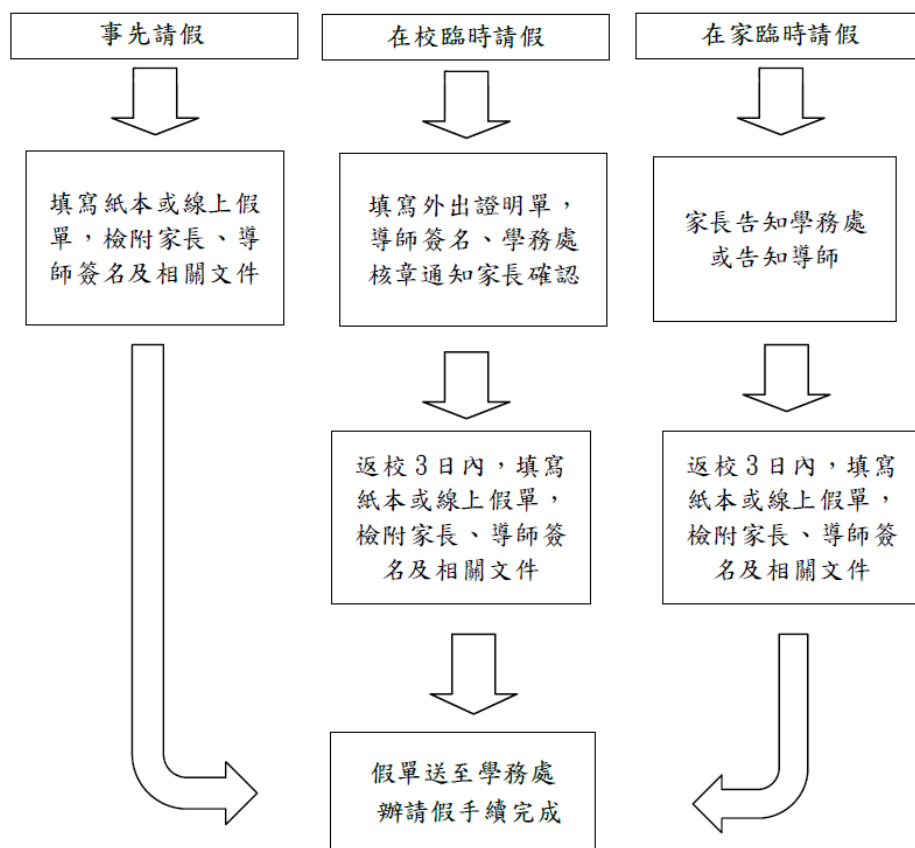 事先請假
在校臨時請假
在家臨時請假
填寫紙本或線上假
單，檢附家長、導
師簽名及相關文件
填寫外出證明單，
導師簽名、學務處
核章通知家長確認
家長告知學務處
或告知導師
返校3日內，填寫
紙本或線上假單，
檢附家長、導師簽
名及相關文件
返校3日內，填寫
紙本或線上假單，
檢附家長、導師簽
名及相關文件
假單送至學務處
辦請假手續完成